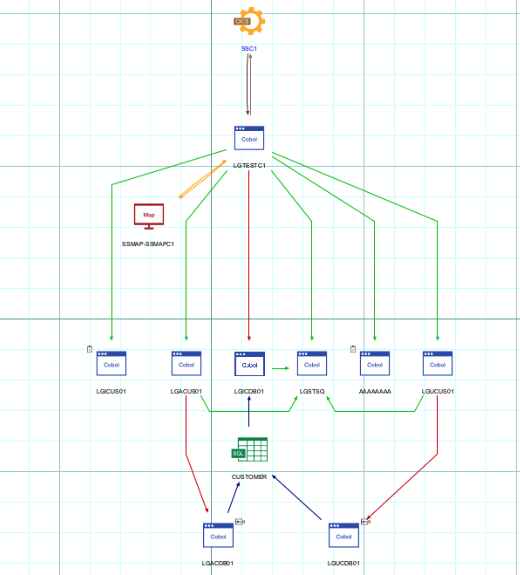 CICS
SSC1
Cobol
LGTESTC1
Map
SSMAP-SSMAPC1
Cobol Cobol Cobol Cobol Cobol Cobol
LGICUS01 LGACUS01 LGICDB01 LGSTSQ AAAAAAAA LGUCUS01
SQL
CUSTOMER
Cobol Cobol
LGACDB01 LGUCDB01